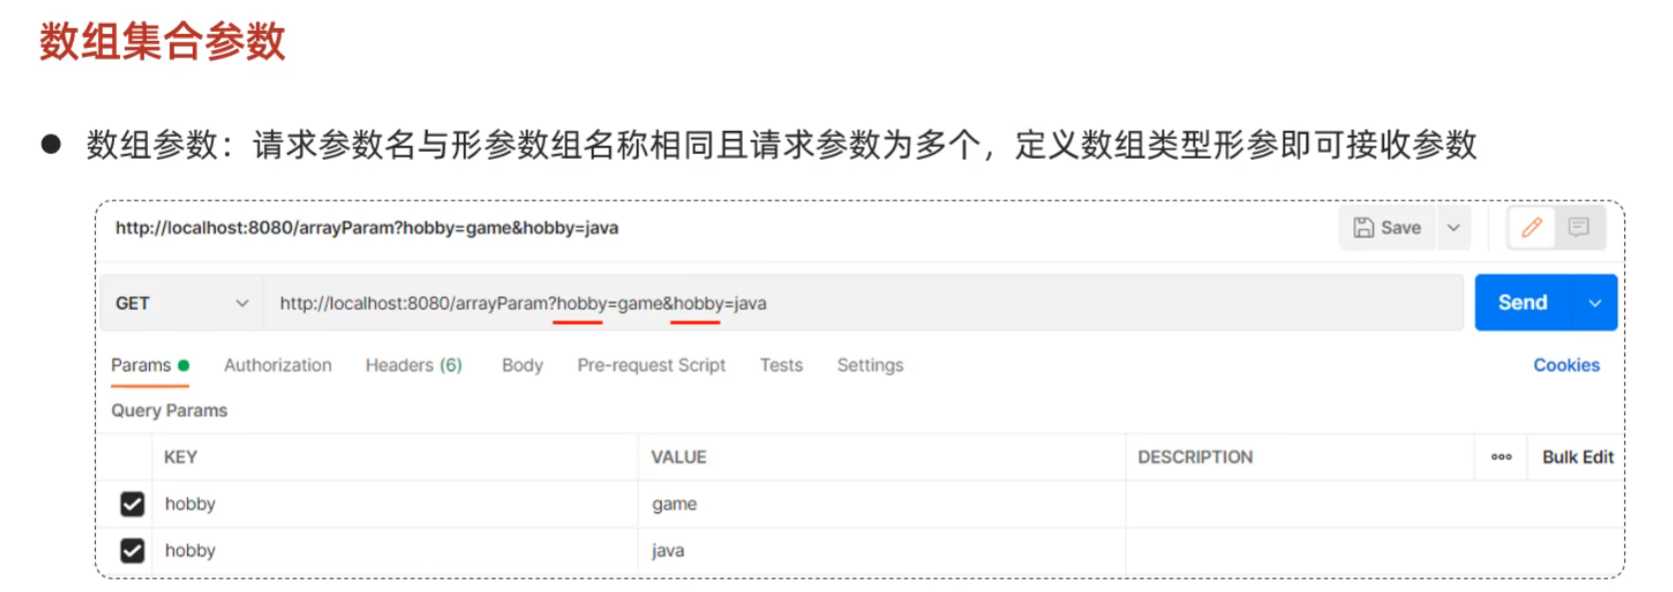 数组集合参数
● 数组参数：请求参数名与形参数组名称相同且请求参数为多个，定义数组类型形参即可接收参数
http://localhost:8080/arrayParam?hobby=game&hobby=java Save
GET http://localhost:8080/arrayParam?hobby=game&hobby=java Send
Params Authorization Headers (6) Body Pre-request Script Tests Settings Cookies
Query Params
KEY VALUE DESCRIPTION ooo Bulk Edit
hobby game
hobby java